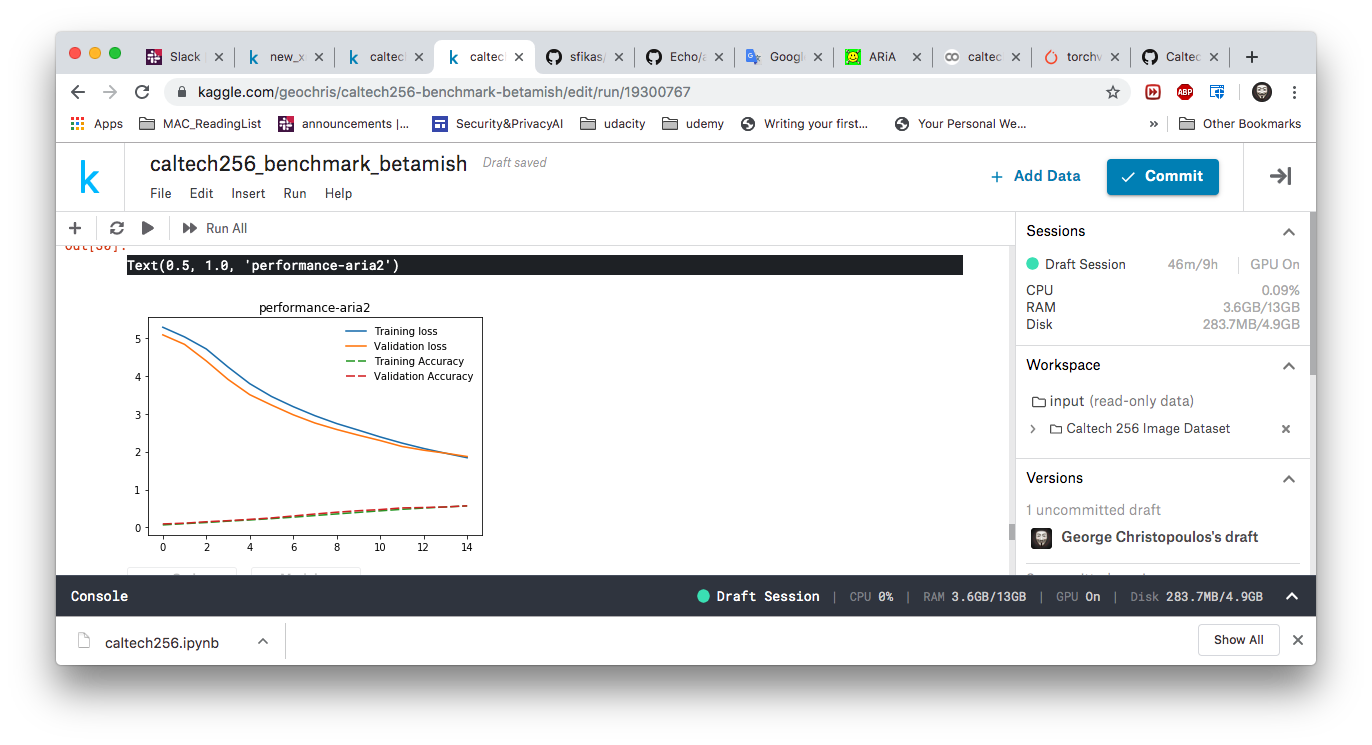 Slack
new_x
caltec
caltec
sfikas/
Echo/a
Googl
ARiA
caltec
torchv
Caltec
kaggle.com/geochris/caltech256-benchmark-betamish/edit/run/19300767
ABP
Apps MAC_ReadingList announcements |... Security&PrivacyAI udacity udemy Writing your first... Your Personal We... » Other Bookmarks
k
caltech256_benchmark_betamish Draft saved
File Edit Insert Run Help
+ Add Data
Commit
Run All
Out[30]:
Text(0.5, 1.0, 'performance-aria2')
performance-aria2
Training loss
Validation loss
Training Accuracy
Validation Accuracy
5
4
3
2
1
0
0 2 4 6 8 10 12 14
Sessions
Draft Session 46m/9h GPU On
CPU 0.09%
RAM 3.6GB/13GB
Disk 283.7MB/4.9GB
Workspace
input (read-only data)
Caltech 256 Image Dataset
Versions
1 uncommitted draft
George Christopoulos's draft
Console Draft Session | CPU 0% | RAM 3.6GB/13GB | GPU On | Disk 283.7MB/4.9GB
caltech256.ipynb
Show All